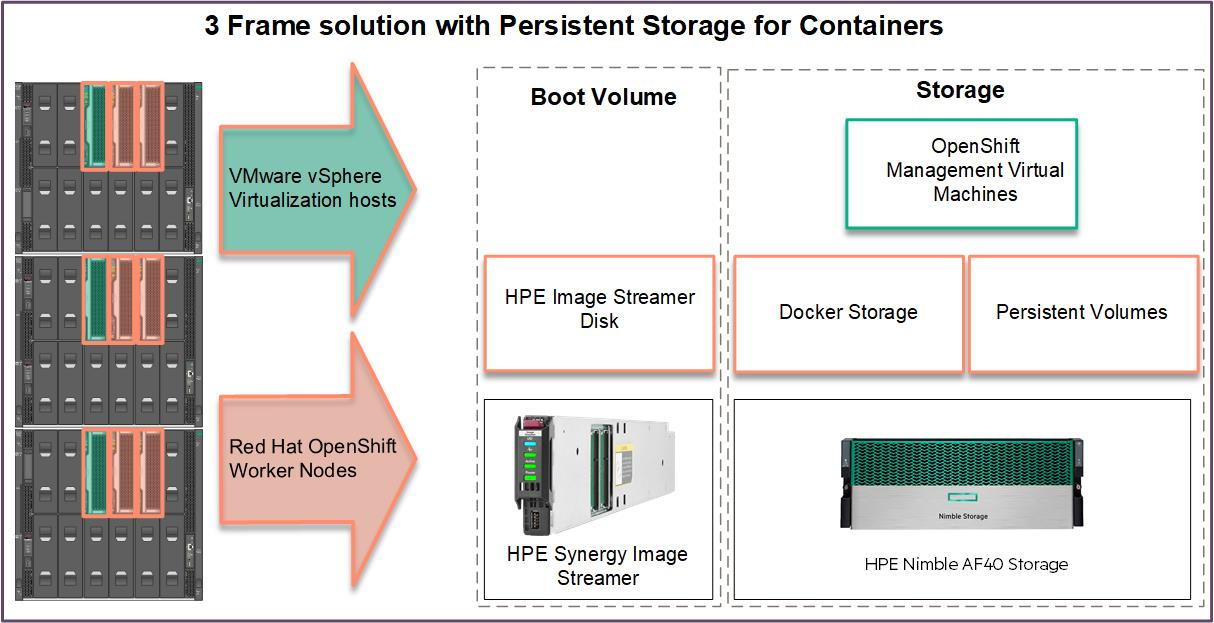 3 Frame solution with Persistent Storage for Containers
VMware vSphere
Virtualization hosts
Red Hat OpenShift
Worker Nodes
Boot Volume
HPE Image Streamer
Disk
HPE Synergy Image
Streamer
Storage
OpenShift
Management Virtual
Machines
Docker Storage
Persistent Volumes
Nimble Storage
HPE Nimble AF40 Storage